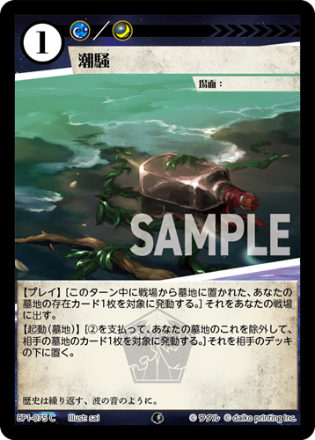 1
/
潮騒
場面：
SAMPLE
【プレイ】【このターン中に戦場から墓地に置かれた、あなたの
墓地の存在カード1枚を対象に発動する。】それをあなたの戦場
に出す。
【起動（墓地）】【②を支払って、あなたの墓地のこれを除外して、
相手の墓地のカード1枚を対象に発動する。】それを相手のデッキ
の下に置く。
歴史は繰り返す、波の音のように。
BP1-075 C Illust: sai
©ワタル ©daiko printing inc.